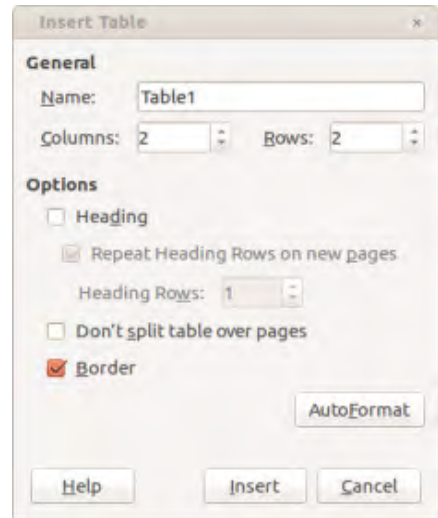 Insert Table ×
General
Name: Table1
Columns: 2 Rows: 2
Options
Heading
Repeat Heading Rows on new pages
Heading Rows: 1
Don't split table over pages
Border
AutoFormat
Help Insert Cancel